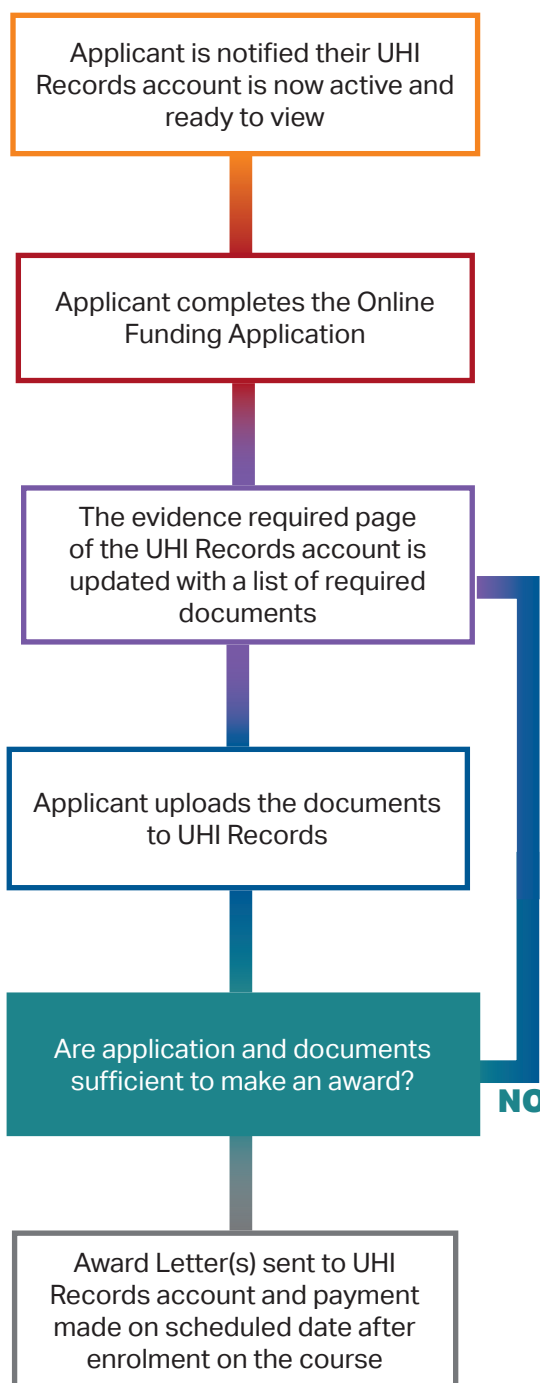 Applicant is notified their UHI
Records account is now active and
ready to view
Applicant completes the Online
Funding Application
The evidence required page
of the UHI Records account is
updated with a list of required
documents
Applicant uploads the documents
to UHI Records
Are application and documents
sufficient to make an award?
NO
Award Letter(s) sent to UHI
Records account and payment
made on scheduled date after
enrolment on the course